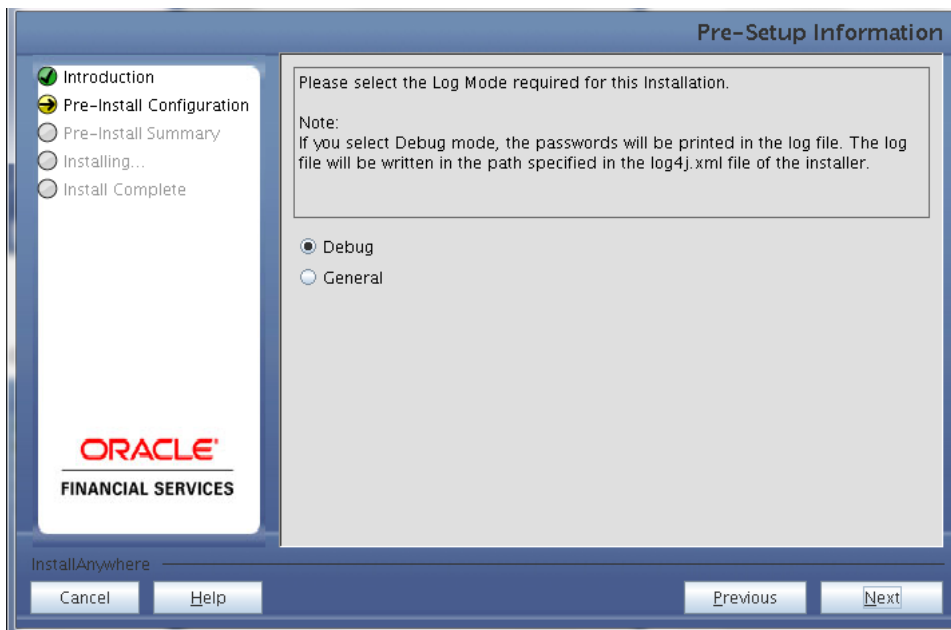 Pre-Setup Information
Introduction
Pre-Install Configuration
Pre-Install Summary
Installing...
Install Complete
Please select the Log Mode required for this Installation.
Note:
If you select Debug mode, the passwords will be printed in the log file. The log
file will be written in the path specified in the log4j.xml file of the installer.
Debug
General
ORACLE
FINANCIAL SERVICES
InstallAnywhere
Cancel
Help
Previous
Next